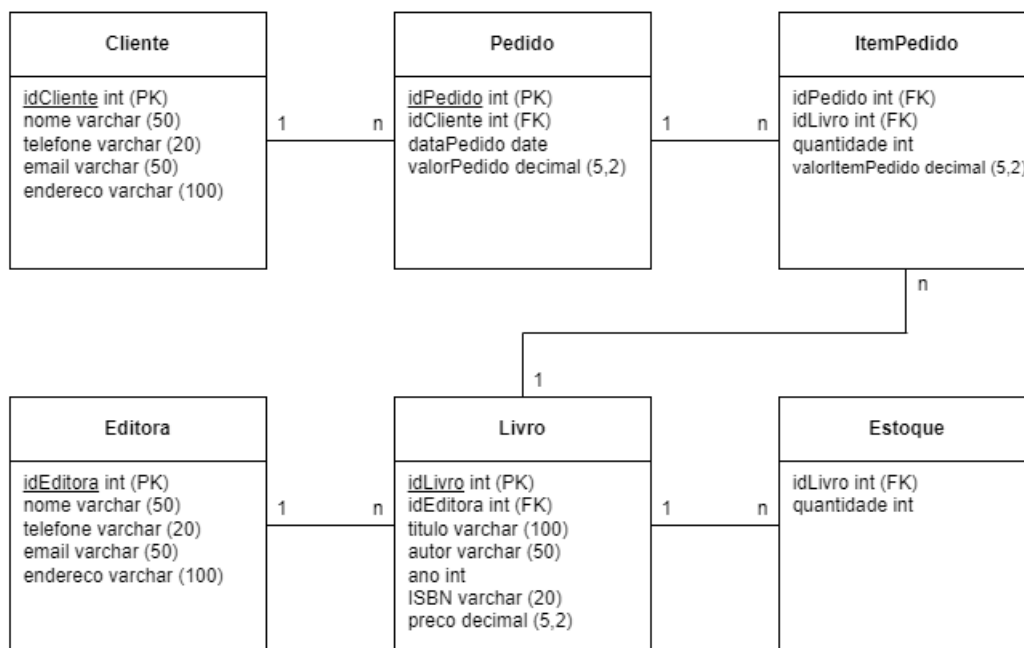 Cliente
idCliente int (PK)
nome varchar (50)
telefone varchar (20)
email varchar (50)
endereco varchar (100)
1
n
Pedido
idPedido int (PK)
idCliente int (FK)
dataPedido date
valorPedido decimal (5,2)
1
n
ItemPedido
idPedido int (FK)
idLivro int (FK)
quantidade int
valorItemPedido decimal (5,2)
n
1
Editora
idEditora int (PK)
nome varchar (50)
telefone varchar (20)
email varchar (50)
endereco varchar (100)
1
n
Livro
idLivro int (PK)
idEditora int (FK)
titulo varchar (100)
autor varchar (50)
ano int
ISBN varchar (20)
preco decimal (5,2)
1
n
Estoque
idLivro int (FK)
quantidade int